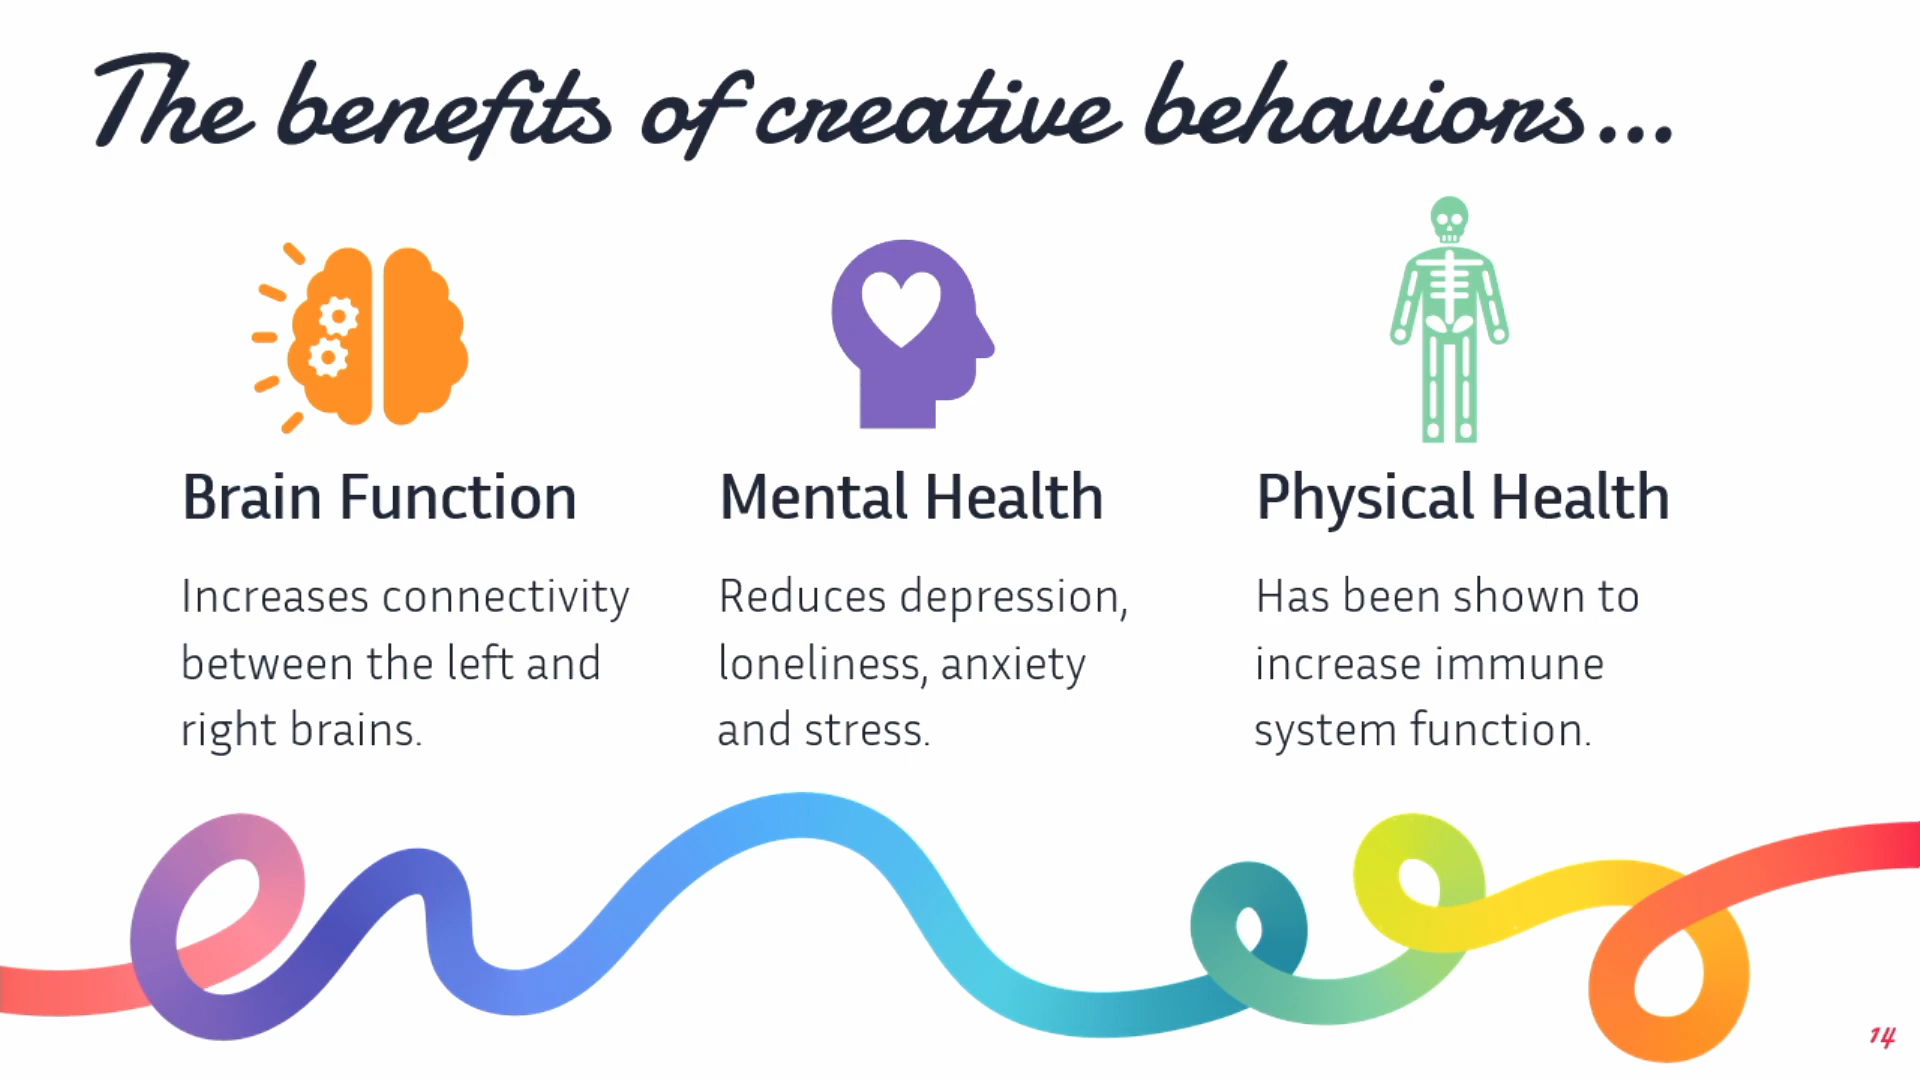 The benefits of creative behaviors...
Brain Function
Increases connectivity
between the left and
right brains.
Mental Health
Reduces depression,
loneliness, anxiety
and stress.
Physical Health
Has been shown to
increase immune
system function.
14